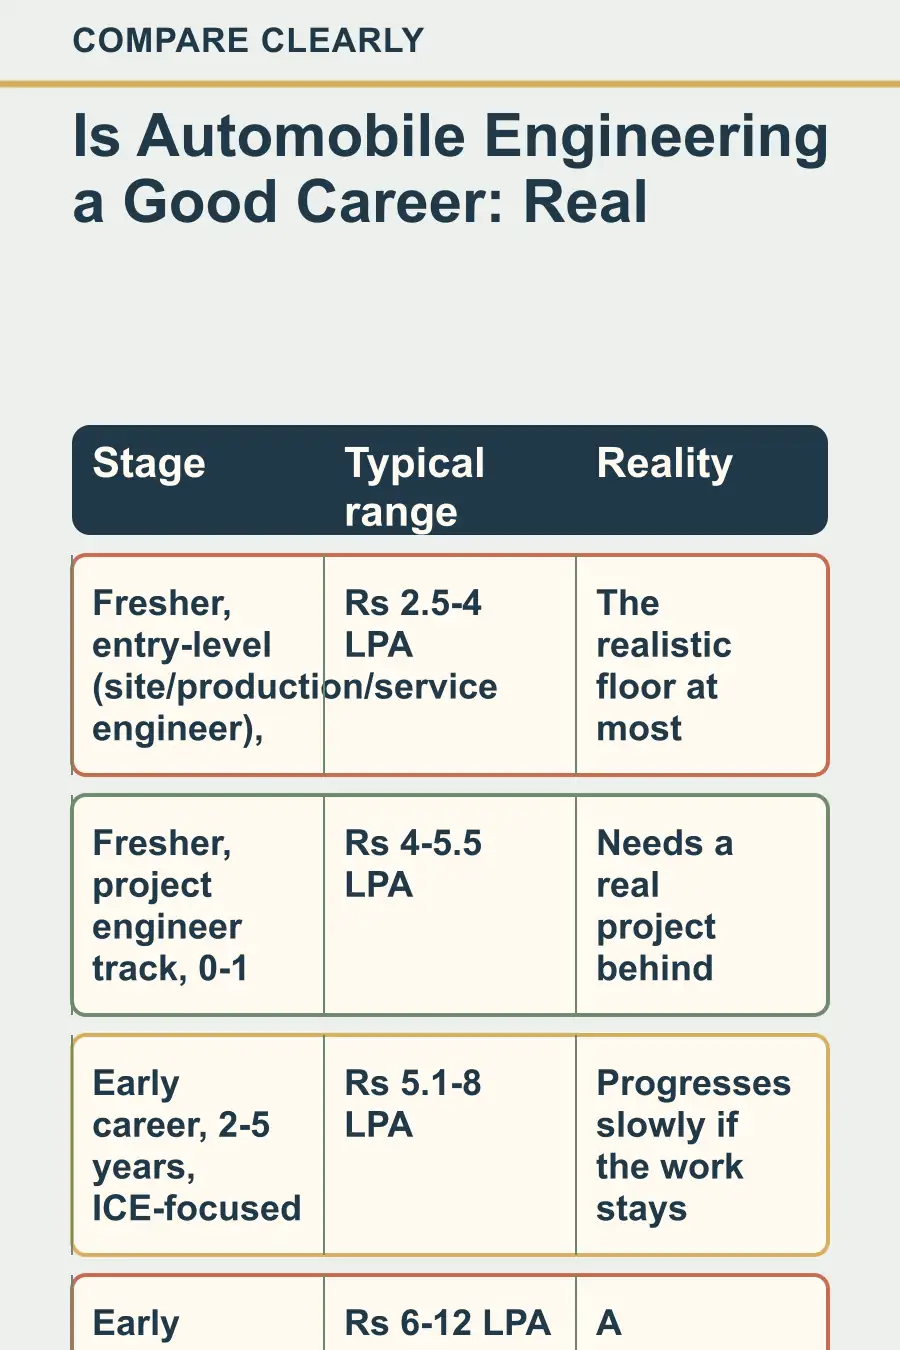 COMPARE CLEARLY
Is Automobile Engineering
a Good Career: Real
Stage
Typical
range
Reality
Fresher,
entry-level
(site/production/service
engineer),
Rs 2.5-4
LPA
The
realistic
floor at
most
Fresher,
project
engineer
track, 0-1
Rs 4-5.5
LPA
Needs a
real
project
behind
Early
career, 2-5
years,
ICE-focused
Rs 5.1-8
LPA
Progresses
slowly if
the work
stays
Early
Rs 6-12 LPA
A